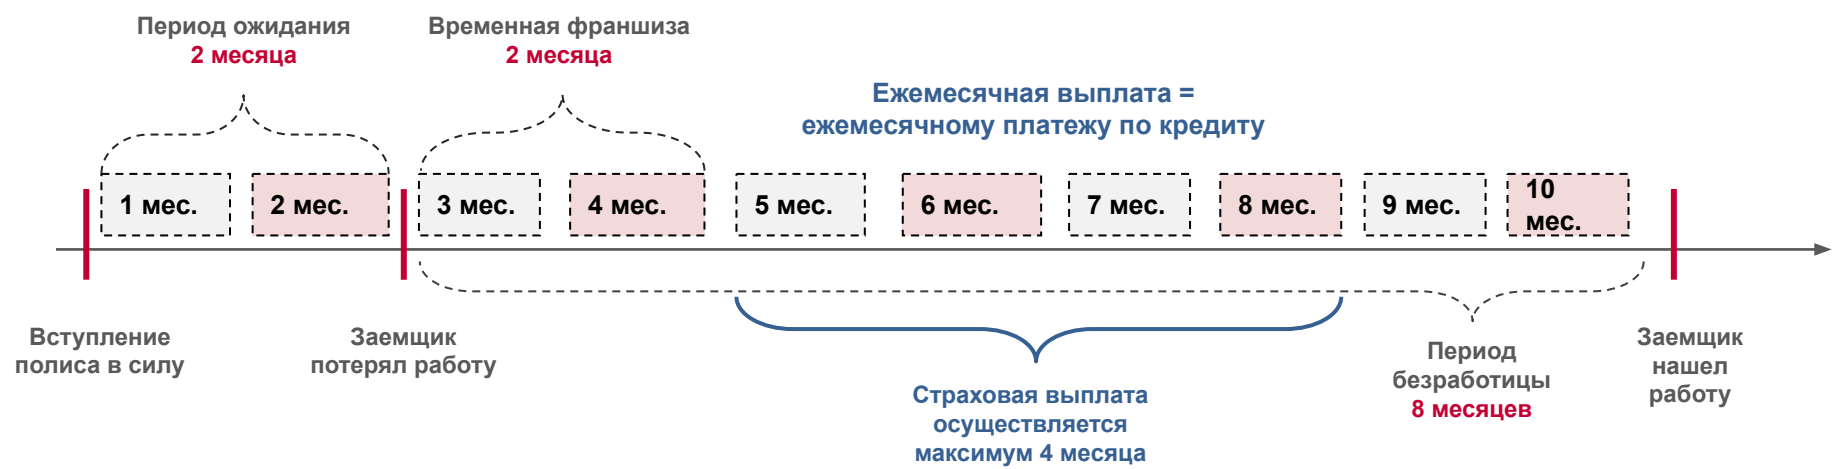 Период ожидания
2 месяца
Временная франшиза
2 месяца
Ежемесячная выплата =
ежемесячному платежу по кредиту
1 мес.
2 мес.
3 мес.
4 мес.
5 мес.
6 мес.
7 мес.
8 мес.
9 мес.
10
мес.
Вступление
полиса в силу
Заемщик
потерял работу
Страховая выплата
осуществляется
максимум 4 месяца
Период
безработицы
8 месяцев
Заемщик
нашел
работу